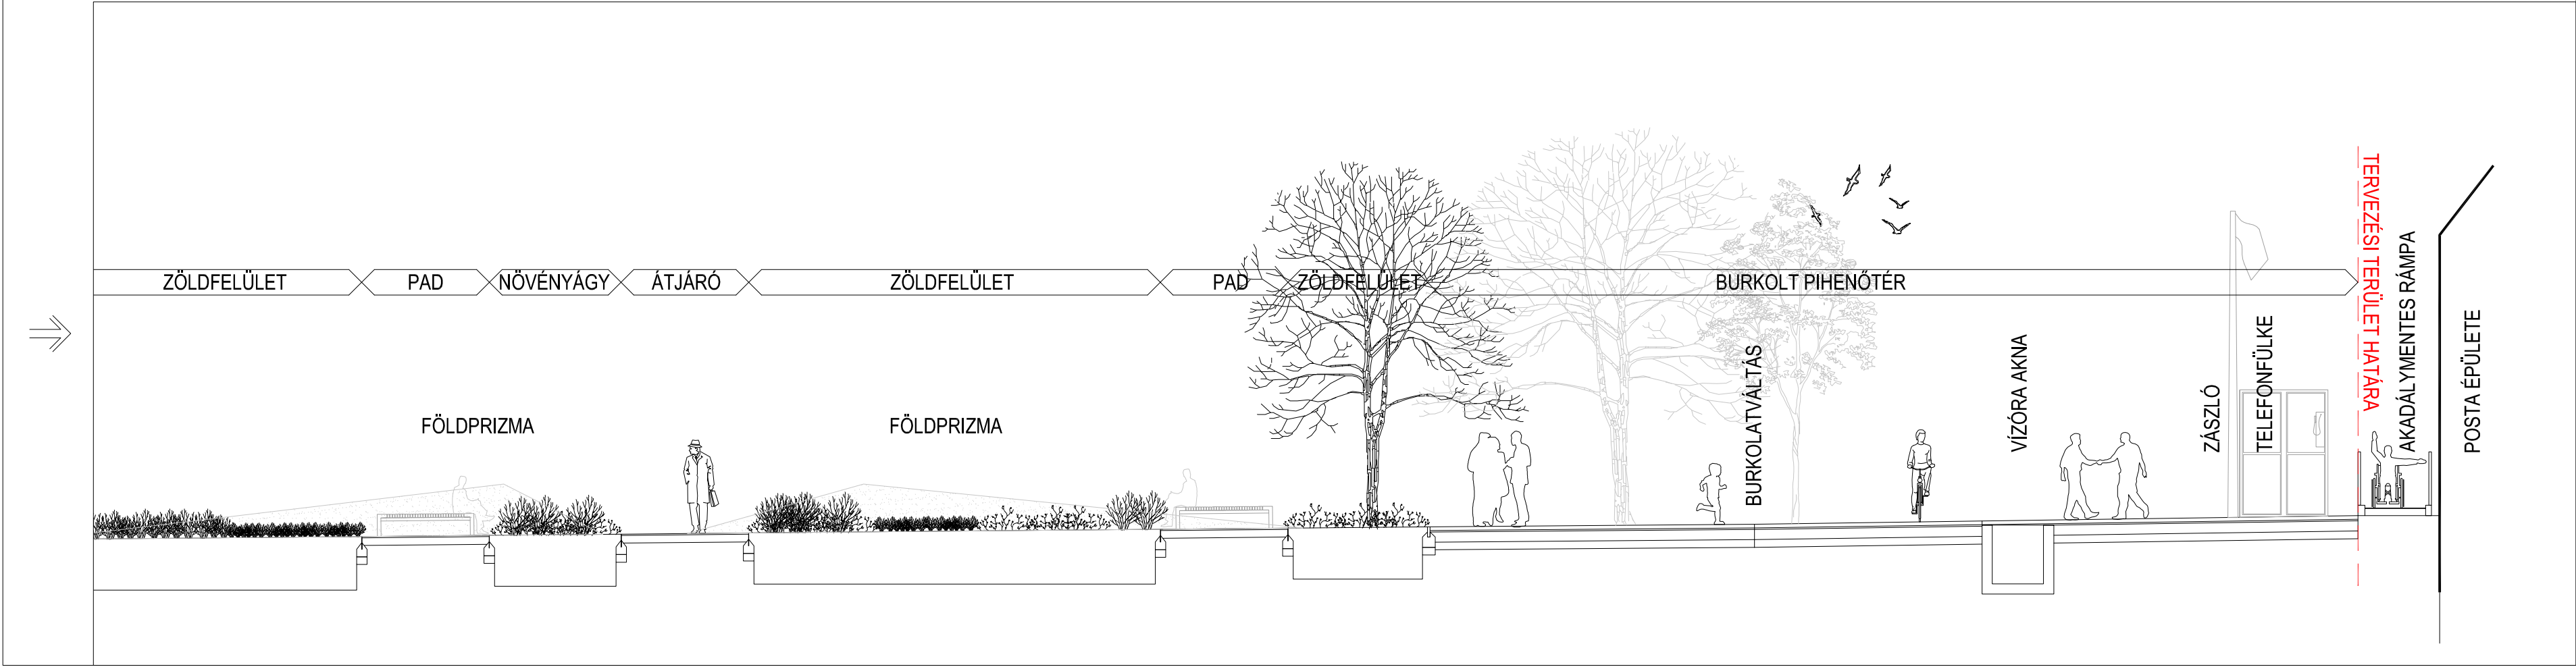 ZÖLDFELÜLET
PAD
NÖVÉNYÁGY
ÁTJÁRÓ
ZÖLDFELÜLET
PAD
ZÖLDFELÜLET
BURKOLT PIHENŐTÉR
FÖLDPRIZMA
FÖLDPRIZMA
BURKOLATVÁLTÁS
VÍZÓRA AKNA
ZÁSZLÓ
TELEFONFÜLKE
TERVEZÉSI TERÜLET HATÁRA
AKADÁLYMENTES RÁMPA
POSTA ÉPÜLETE